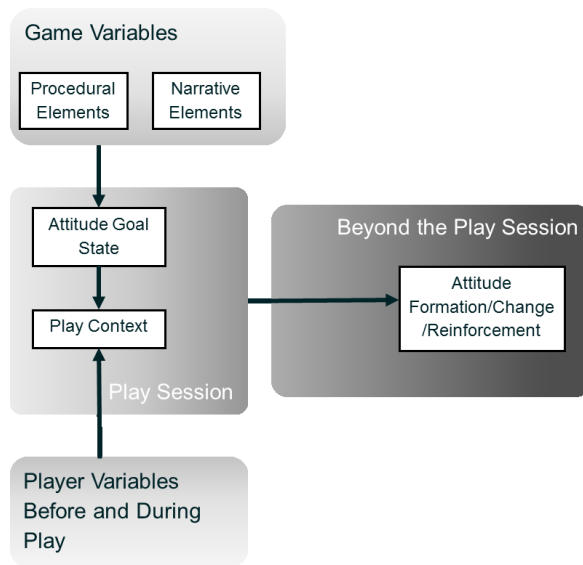 Game Variables
Procedural
Elements
Narrative
Elements
Attitude Goal
State
Play Context
Play Session
Beyond the Play Session
Attitude
Formation/Change
/Reinforcement
Player Variables
Before and During
Play